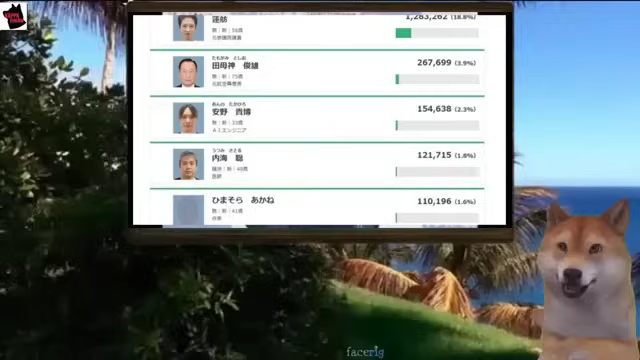 蓮舫
1,283,262 (18.8%)
無｜新｜56歳
元参議院議員
たもがみ としお
田母神 俊雄
267,699 (3.9%)
無｜新｜75歳
元航空幕僚長
あんの たかひろ
安野 貴博
154,638 (2.3%)
無｜新｜33歳
ＡＩエンジニア
うつみ さとる
内海 聡
121,715 (1.8%)
無｜新｜49歳
医師
ひまそら あかね
110,196 (1.6%)
無｜新｜41歳
作家
facerig